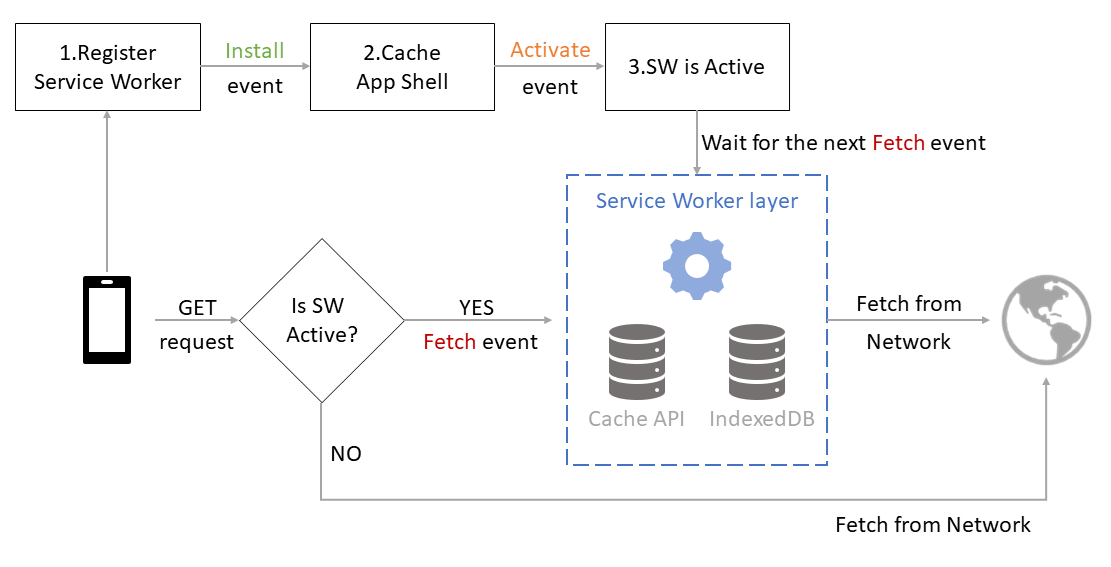 1.Register
Service Worker
Install
event
2.Cache
App Shell
Activate
event
3.SW is Active
Wait for the next Fetch event
Service Worker layer
GET
request
Is SW
Active?
YES
Fetch event
Cache API
IndexedDB
Fetch from
Network
NO
Fetch from Network